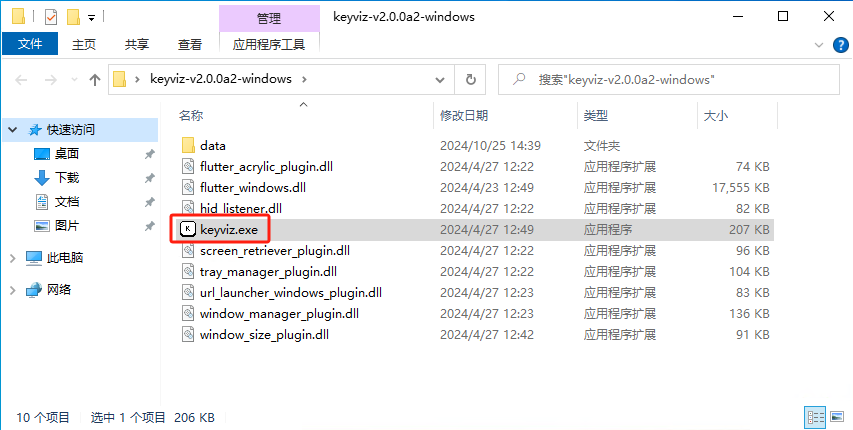 管理
keyviz-v2.0.0a2-windows
文件 主页 共享 查看 应用程序工具
keyviz-v2.0.0a2-windows
搜索"keyviz-v2.0.0a2-windows"
名称 修改日期 类型 大小
快速访问
桌面
下载
文档
图片
此电脑
网络
data 2024/10/25 14:39 文件夹
flutter_acrylic_plugin.dll 2024/4/27 12:22 应用程序扩展 74 KB
flutter_windows.dll 2024/4/23 12:49 应用程序扩展 17,555 KB
hid_listener.dll 2024/4/27 12:22 应用程序扩展 82 KB
keyviz.exe 2024/4/27 12:49 应用程序 207 KB
screen_retriever_plugin.dll 2024/4/27 12:22 应用程序扩展 96 KB
tray_manager_plugin.dll 2024/4/27 12:22 应用程序扩展 104 KB
url_launcher_windows_plugin.dll 2024/4/27 12:23 应用程序扩展 83 KB
window_manager_plugin.dll 2024/4/27 12:23 应用程序扩展 136 KB
window_size_plugin.dll 2024/4/27 12:42 应用程序扩展 91 KB
10 个项目 选中 1 个项目 206 KB